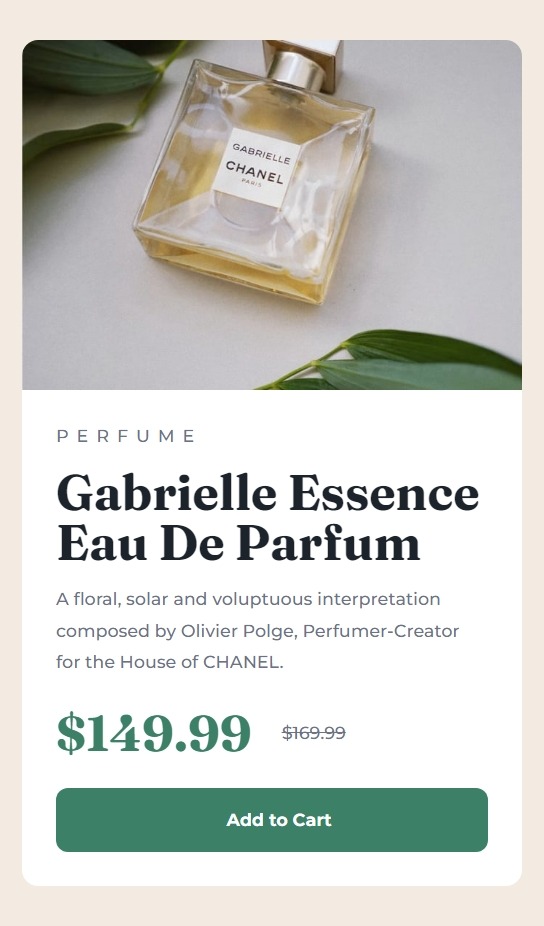 GABRIELLE
CHANEL
PARIS
PERFUME
Gabrielle Essence
Eau De Parfum
A floral, solar and voluptuous interpretation
composed by Olivier Polge, Perfumer-Creator
for the House of CHANEL.
$149.99 $169.99
Add to Cart